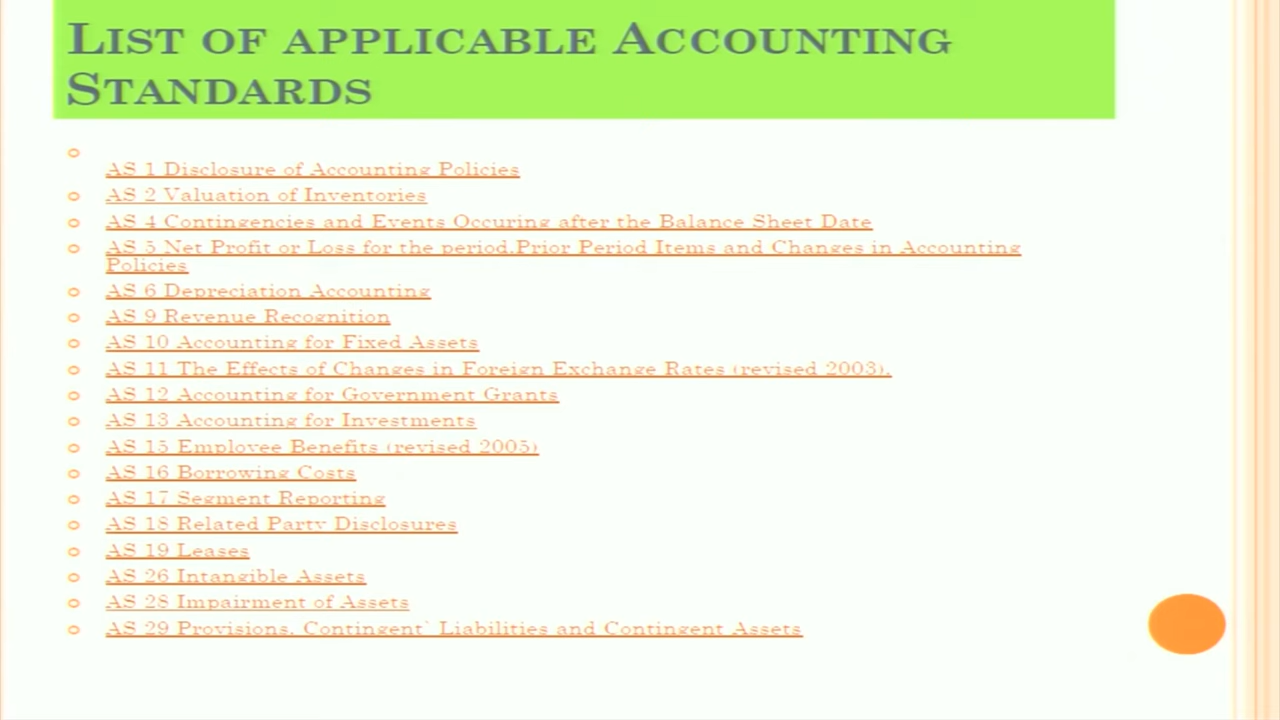 List of applicable Accounting
Standards
AS 1 Disclosure of Accounting Policies
AS 2 Valuation of Inventories
AS 4 Contingencies and Events Occuring after the Balance Sheet Date
AS 5 Net Profit or Loss for the period,Prior Period Items and Changes in Accounting
Policies
AS 6 Depreciation Accounting
AS 9 Revenue Recognition
AS 10 Accounting for Fixed Assets
AS 11 The Effects of Changes in Foreign Exchange Rates (revised 2003),
AS 12 Accounting for Government Grants
AS 13 Accounting for Investments
AS 15 Employee Benefits (revised 2005)
AS 16 Borrowing Costs
AS 17 Segment Reporting
AS 18 Related Party Disclosures
AS 19 Leases
AS 26 Intangible Assets
AS 28 Impairment of Assets
AS 29 Provisions, Contingent` Liabilities and Contingent Assets